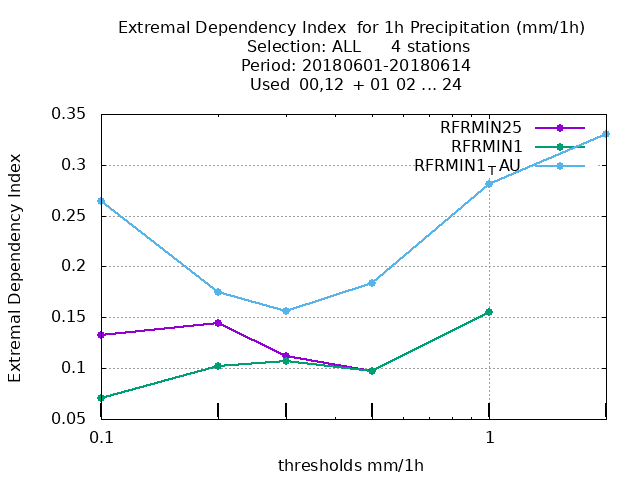 Extremal Dependency Index  for 1h Precipitation (mm/1h)
Selection: ALL      4 stations
Period: 20180601-20180614
Used  00,12  + 01 02 ... 24
RFRMIN25
RFRMIN1
RFRMIN1┬AU
Extremal Dependency Index
0.35
0.3
0.25
0.2
0.15
0.1
0.05
0.1
1
thresholds mm/1h